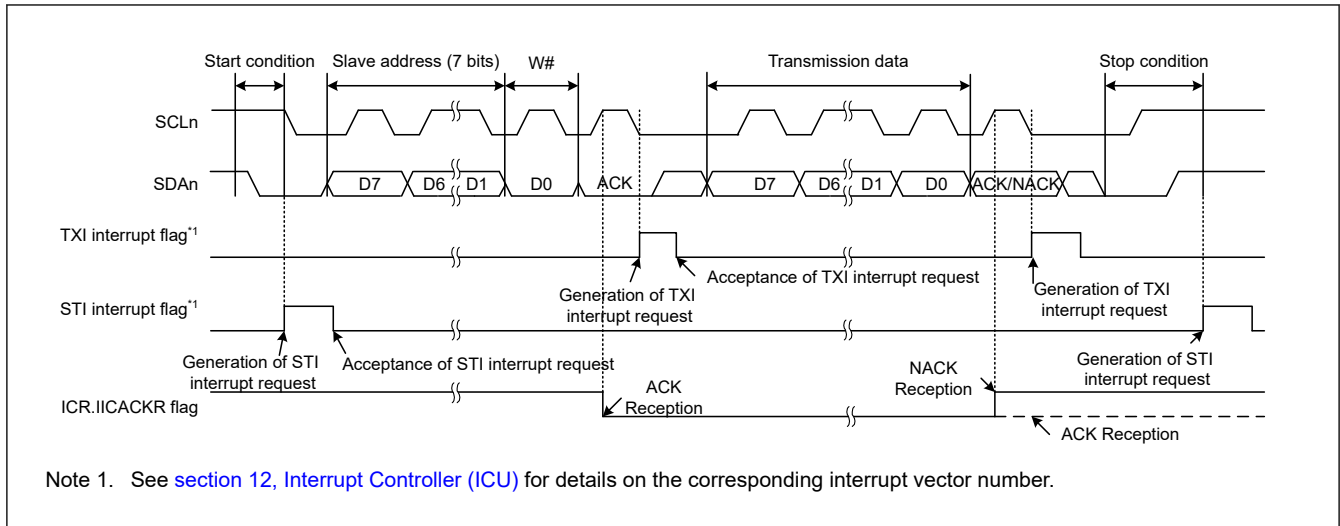 Start condition Slave address (7 bits) W# Transmission data Stop condition
SCLn
SDAn D7 D6 D1 D0 ACK D7 D6 D1 D0 ACK/NACK
TXI interrupt flag*1
Generation of TXI
interrupt request
Acceptance of TXI interrupt request
Generation of TXI
interrupt request
STI interrupt flag*1
Generation of STI
interrupt request
Acceptance of STI interrupt request
Generation of STI
interrupt request
ICR.IICACKR flag
ACK
Reception
NACK
Reception
ACK Reception
Note 1. See section 12, Interrupt Controller (ICU) for details on the corresponding interrupt vector number.